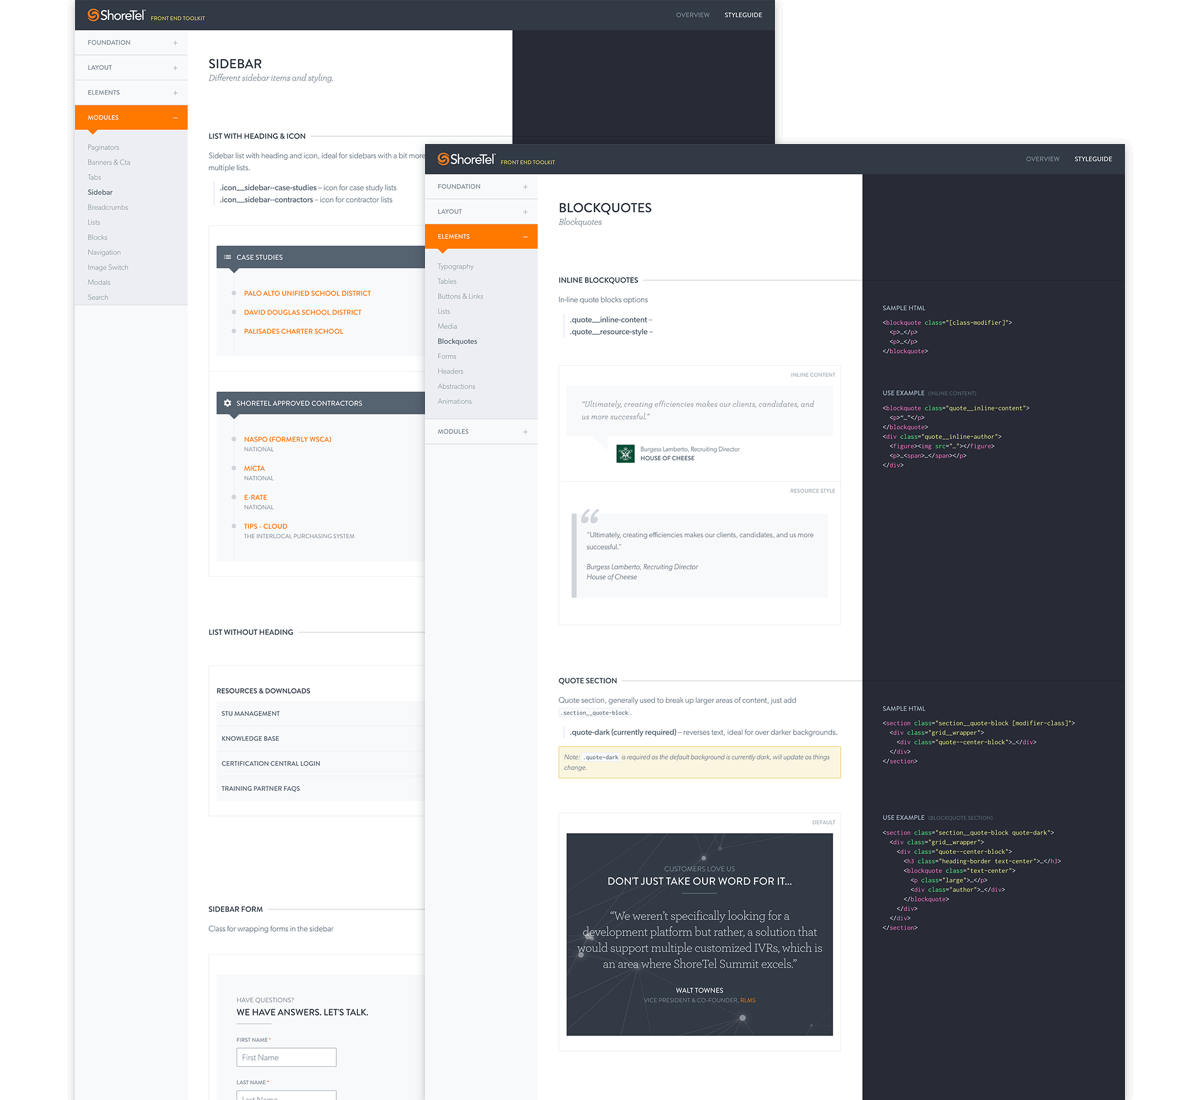 ShoreTel FRONT END TOOLKIT
OVERVIEW STYLEGUIDE
FOUNDATION +
LAYOUT +
ELEMENTS +
MODULES –
Paginators
Banners & Cta
Tabs
Sidebar
Breadcrumbs
Lists
Blocks
Navigation
Image Switch
Modals
Search
SIDEBAR
Different sidebar items and styling.
LIST WITH HEADING & ICON
Sidebar list with heading and icon, ideal for sidebars with a bit more
multiple lists.
.icon__sidebar--case-studies – icon for case study lists
.icon__sidebar--contractors – icon for contractor lists
CASE STUDIES
PALO ALTO UNIFIED SCHOOL DISTRICT
DAVID DOUGLAS SCHOOL DISTRICT
PALISADES CHARTER SCHOOL
SHORETEL APPROVED CONTRACTORS
NASPO (FORMERLY WSCA)
NATIONAL
MICTA
NATIONAL
E-RATE
NATIONAL
TIPS - CLOUD
THE INTERLOCAL PURCHASING SYSTEM
LIST WITHOUT HEADING
RESOURCES & DOWNLOADS
STU MANAGEMENT
KNOWLEDGE BASE
CERTIFICATION CENTRAL LOGIN
TRAINING PARTNER FAQS
SIDEBAR FORM
Class for wrapping forms in the sidebar
HAVE QUESTIONS?
WE HAVE ANSWERS. LET'S TALK.
FIRST NAME *
First Name
LAST NAME *
Last Name
ShoreTel FRONT END TOOLKIT
OVERVIEW STYLEGUIDE
FOUNDATION +
LAYOUT +
ELEMENTS –
Typography
Tables
Buttons & Links
Lists
Media
Blockquotes
Forms
Headers
Abstractions
Animations
MODULES +
BLOCKQUOTES
Blockquotes
INLINE BLOCKQUOTES
In-line quote blocks options
.quote__inline-content –
.quote__resource-style –
INLINE CONTENT
“Ultimately, creating efficiencies makes our clients, candidates, and
us more successful.”
Burgess Lamberto, Recruiting Director
HOUSE OF CHEESE
RESOURCE STYLE
“
“Ultimately, creating efficiencies makes our clients, candidates, and us more
successful.”
Burgess Lamberto, Recruiting Director
House of Cheese
QUOTE SECTION
Quote section, generally used to break up larger areas of content, just add
.section__quote-block.
.quote-dark (currently required) – reverses text, ideal for over darker backgrounds.
Note: .quote-dark is required as the default background is currently dark, will update as things
change.
DEFAULT
CUSTOMERS LOVE US
DON'T JUST TAKE OUR WORD FOR IT...
“We weren't specifically looking for a
development platform but rather, a solution that
would support multiple customized IVRs, which is
an area where ShoreTel Summit excels.”
WALT TOWNES
VICE PRESIDENT & CO-FOUNDER, RLMS
SAMPLE HTML
<blockquote class="[class-modifier]">
<p>…</p>
<p>…</p>
</blockquote>
USE EXAMPLE (INLINE CONTENT)
<blockquote class="quote__inline-content">
<p>“…”</p>
</blockquote>
<div class="quote__inline-author">
<figure><img src="…"></figure>
<p>…<span>…</span></p>
</div>
SAMPLE HTML
<section class="section__quote-block [modifier-class]">
<div class="grid__wrapper">
<div class="quote--center-block">…</div>
</div>
</section>
USE EXAMPLE (BLOCKQUOTE SECTION)
<section class="section__quote-block quote-dark">
<div class="grid__wrapper">
<div class="quote--center-block">
<h3 class="heading-border text-center">…</h3>
<blockquote class="text-center">
<p class="large">…</p>
<div class="author">…</div>
</blockquote>
</div>
</div>
</section>